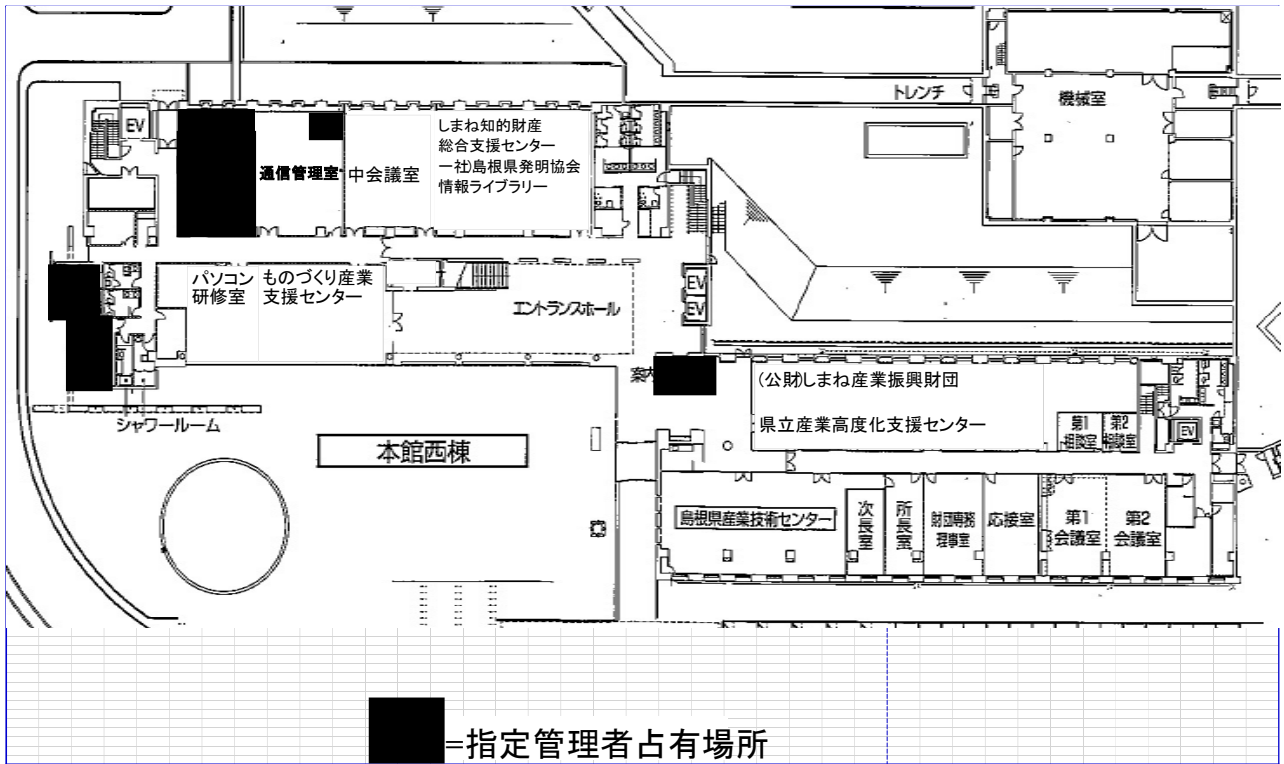 トレンチ
機械室
EV
しまね知的財産
総合支援センター
一社)島根県発明協会
情報ライブラリー
通信管理室
中会議室
パソコン
研修室
ものづくり産業
支援センター
エントランスホール
EV
EV
案内
(公財)しまね産業振興財団
県立産業高度化支援センター
第1
相談室
第2
相談室
EV
シャワールーム
本館西棟
島根県産業技術センター
次長室
所長室
財団専務
理事室
応接室
第1
会議室
第2
会議室
=指定管理者占有場所